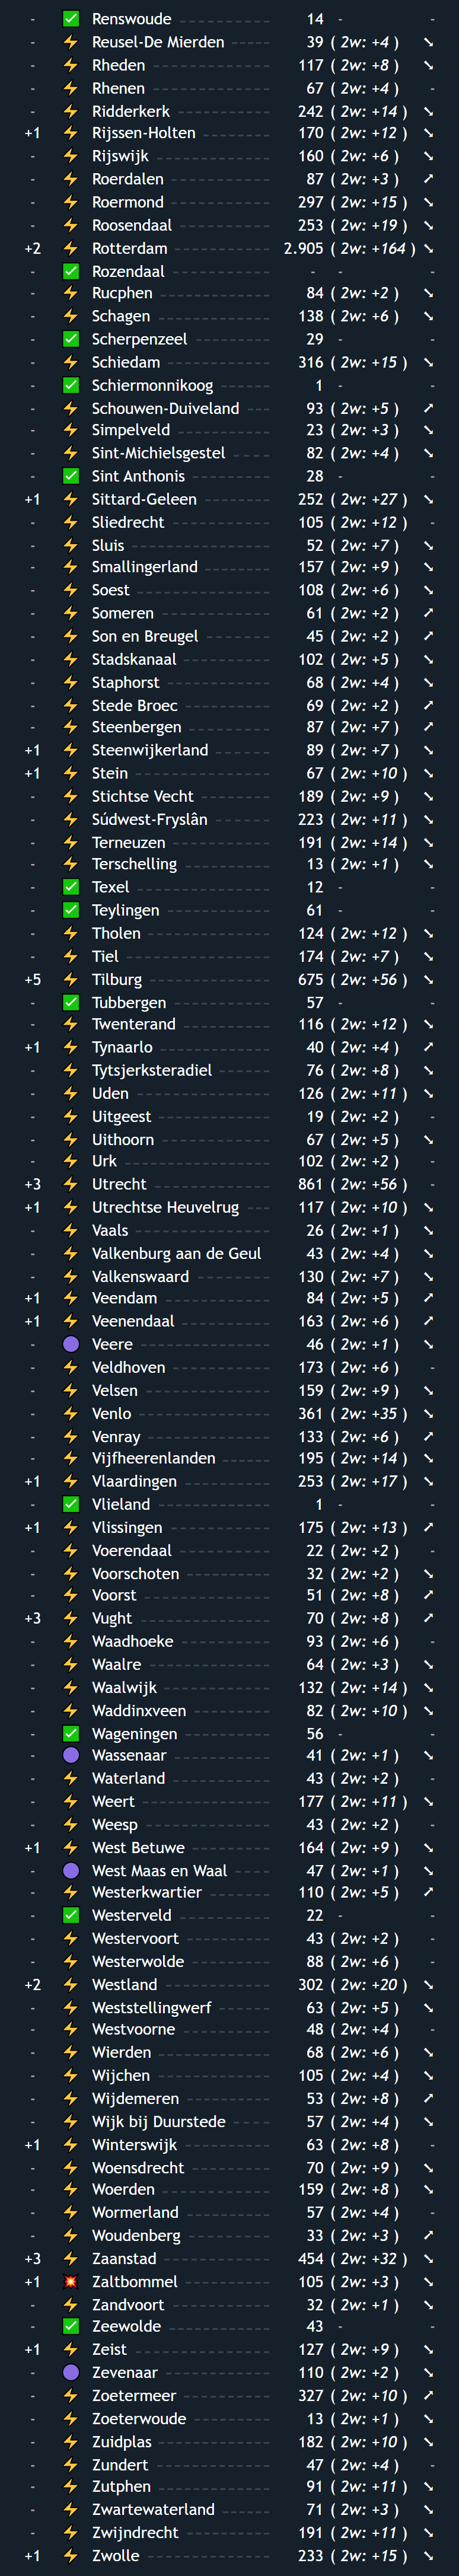 - ✅ Renswoude 14 - -
- ⚡ Reusel-De Mierden ----- 39 ( 2w: +4 ) ➘
- ⚡ Rheden ----- 117 ( 2w: +8 ) ➘
- ⚡ Rhenen ----- 67 ( 2w: +4 ) -
- ⚡ Ridderkerk ----- 242 ( 2w: +14 ) ➘
+1 ⚡ Rijssen-Holten ----- 170 ( 2w: +12 ) ➘
- ⚡ Rijswijk ----- 160 ( 2w: +6 ) ➘
- ⚡ Roerdalen ----- 87 ( 2w: +3 ) ➚
- ⚡ Roermond ----- 297 ( 2w: +15 ) ➘
- ⚡ Roosendaal ----- 253 ( 2w: +19 ) ➘
+2 ⚡ Rotterdam ----- 2.905 ( 2w: +164 ) ➘
- ✅ Rozendaal ----- - - -
- ⚡ Rucphen ----- 84 ( 2w: +2 ) ➘
- ⚡ Schagen ----- 138 ( 2w: +6 ) ➘
- ✅ Scherpenzeel ----- 29 - -
- ⚡ Schiedam ----- 316 ( 2w: +15 ) ➘
- ✅ Schiermonnikoog ----- 1 - -
- ⚡ Schouwen-Duiveland --- 93 ( 2w: +5 ) ➚
- ⚡ Simpelveld ----- 23 ( 2w: +3 ) ➘
- ⚡ Sint-Michielsgestel ----- 82 ( 2w: +4 ) ➘
- ✅ Sint Anthonis ----- 28 - -
+1 ⚡ Sittard-Geleen ----- 252 ( 2w: +27 ) ➘
- ⚡ Sliedrecht ----- 105 ( 2w: +12 ) -
- ⚡ Sluis ----- 52 ( 2w: +7 ) ➘
- ⚡ Smallingerland ----- 157 ( 2w: +9 ) ➘
- ⚡ Soest ----- 108 ( 2w: +6 ) ➘
- ⚡ Someren ----- 61 ( 2w: +2 ) ➚
- ⚡ Son en Breugel ----- 45 ( 2w: +2 ) ➚
- ⚡ Stadskanaal ----- 102 ( 2w: +5 ) ➘
- ⚡ Staphorst ----- 68 ( 2w: +4 ) ➘
- ⚡ Stede Broec ----- 69 ( 2w: +2 ) ➚
- ⚡ Steenbergen ----- 87 ( 2w: +7 ) ➚
+1 ⚡ Steenwijkerland ----- 89 ( 2w: +7 ) ➘
+1 ⚡ Stein ----- 67 ( 2w: +10 ) ➘
- ⚡ Stichtse Vecht ----- 189 ( 2w: +9 ) ➘
- ⚡ Súdwest-Fryslân ----- 223 ( 2w: +11 ) ➘
- ⚡ Terneuzen ----- 191 ( 2w: +14 ) ➘
- ⚡ Terschelling ----- 13 ( 2w: +1 ) ➘
- ✅ Texel ----- 12 - -
- ✅ Teylingen ----- 61 - -
- ⚡ Tholen ----- 124 ( 2w: +12 ) ➘
- ⚡ Tiel ----- 174 ( 2w: +7 ) ➘
+5 ⚡ Tilburg ----- 675 ( 2w: +56 ) ➘
- ✅ Tubbergen ----- 57 - -
- ⚡ Twenterand ----- 116 ( 2w: +12 ) ➘
+1 ⚡ Tynaarlo ----- 40 ( 2w: +4 ) ➚
- ⚡ Tytsjerksteradiel ----- 76 ( 2w: +8 ) ➘
- ⚡ Uden ----- 126 ( 2w: +11 ) ➘
- ⚡ Uitgeest ----- 19 ( 2w: +2 ) -
- ⚡ Uithoorn ----- 67 ( 2w: +5 ) ➘
- ⚡ Urk ----- 102 ( 2w: +2 ) -
+3 ⚡ Utrecht ----- 861 ( 2w: +56 ) -
+1 ⚡ Utrechtse Heuvelrug --- 117 ( 2w: +10 ) ➘
- ⚡ Vaals ----- 26 ( 2w: +1 ) ➘
- ⚡ Valkenburg aan de Geul 43 ( 2w: +4 ) ➘
- ⚡ Valkenswaard ----- 130 ( 2w: +7 ) ➘
+1 ⚡ Veendam ----- 84 ( 2w: +5 ) ➚
+1 ⚡ Veenendaal ----- 163 ( 2w: +6 ) ➚
- 🟣 Veere ----- 46 ( 2w: +1 ) ➘
- ⚡ Veldhoven ----- 173 ( 2w: +6 ) -
- ⚡ Velsen ----- 159 ( 2w: +9 ) ➘
- ⚡ Venlo ----- 361 ( 2w: +35 ) ➘
- ⚡ Venray ----- 133 ( 2w: +6 ) ➚
- ⚡ Vijfheerenlanden ----- 195 ( 2w: +14 ) ➘
+1 ⚡ Vlaardingen ----- 253 ( 2w: +17 ) ➘
- ✅ Vlieland ----- 1 - -
+1 ⚡ Vlissingen ----- 175 ( 2w: +13 ) ➚
- ⚡ Voerendaal ----- 22 ( 2w: +2 ) -
- ⚡ Voorschoten ----- 32 ( 2w: +2 ) ➘
- ⚡ Voorst ----- 51 ( 2w: +8 ) ➚
+3 ⚡ Vught ----- 70 ( 2w: +8 ) ➚
- ⚡ Waadhoeke ----- 93 ( 2w: +6 ) -
- ⚡ Waalre ----- 64 ( 2w: +3 ) ➘
- ⚡ Waalwijk ----- 132 ( 2w: +14 ) ➘
- ⚡ Waddinxveen ----- 82 ( 2w: +10 ) ➘
- ✅ Wageningen ----- 56 - -
- 🟣 Wassenaar ----- 41 ( 2w: +1 ) ➘
- ⚡ Waterland ----- 43 ( 2w: +2 ) -
- ⚡ Weert ----- 177 ( 2w: +11 ) ➘
- ⚡ Weesp ----- 43 ( 2w: +2 ) -
+1 ⚡ West Betuwe ----- 164 ( 2w: +9 ) ➘
- 🟣 West Maas en Waal ----- 47 ( 2w: +1 ) ➘
- ⚡ Westerkwartier ----- 110 ( 2w: +5 ) ➚
- ✅ Westerveld ----- 22 - -
- ⚡ Westervoort ----- 43 ( 2w: +2 ) -
- ⚡ Westerwolde ----- 88 ( 2w: +6 ) -
+2 ⚡ Westland ----- 302 ( 2w: +20 ) ➘
- ⚡ Weststellingwerf ----- 63 ( 2w: +5 ) ➘
- ⚡ Westvoorne ----- 48 ( 2w: +4 ) -
- ⚡ Wierden ----- 68 ( 2w: +6 ) ➘
- ⚡ Wijchen ----- 105 ( 2w: +4 ) ➘
- ⚡ Wijdemeren ----- 53 ( 2w: +8 ) ➚
- ⚡ Wijk bij Duurstede ---- 57 ( 2w: +4 ) ➘
+1 ⚡ Winterswijk ----- 63 ( 2w: +8 ) -
- ⚡ Woensdrecht ----- 70 ( 2w: +9 ) ➘
- ⚡ Woerden ----- 159 ( 2w: +8 ) ➘
- ⚡ Wormerland ----- 57 ( 2w: +4 ) -
- ⚡ Woudenberg ----- 33 ( 2w: +3 ) ➚
+3 ⚡ Zaanstad ----- 454 ( 2w: +32 ) ➘
+1 💥 Zaltbommel ----- 105 ( 2w: +3 ) ➘
- ⚡ Zandvoort ----- 32 ( 2w: +1 ) ➘
- ✅ Zeewolde ----- 43 - -
+1 ⚡ Zeist ----- 127 ( 2w: +9 ) ➘
- 🟣 Zevenaar ----- 110 ( 2w: +2 ) ➘
- ⚡ Zoetermeer ----- 327 ( 2w: +10 ) ➚
- ⚡ Zoeterwoude ----- 13 ( 2w: +1 ) ➘
- ⚡ Zuidplas ----- 182 ( 2w: +10 ) ➘
- ⚡ Zundert ----- 47 ( 2w: +4 ) -
- ⚡ Zutphen ----- 91 ( 2w: +11 ) ➘
- ⚡ Zwartewaterland ----- 71 ( 2w: +3 ) ➘
- ⚡ Zwijndrecht ----- 191 ( 2w: +11 ) ➘
+1 ⚡ Zwolle ----- 233 ( 2w: +15 ) ➘